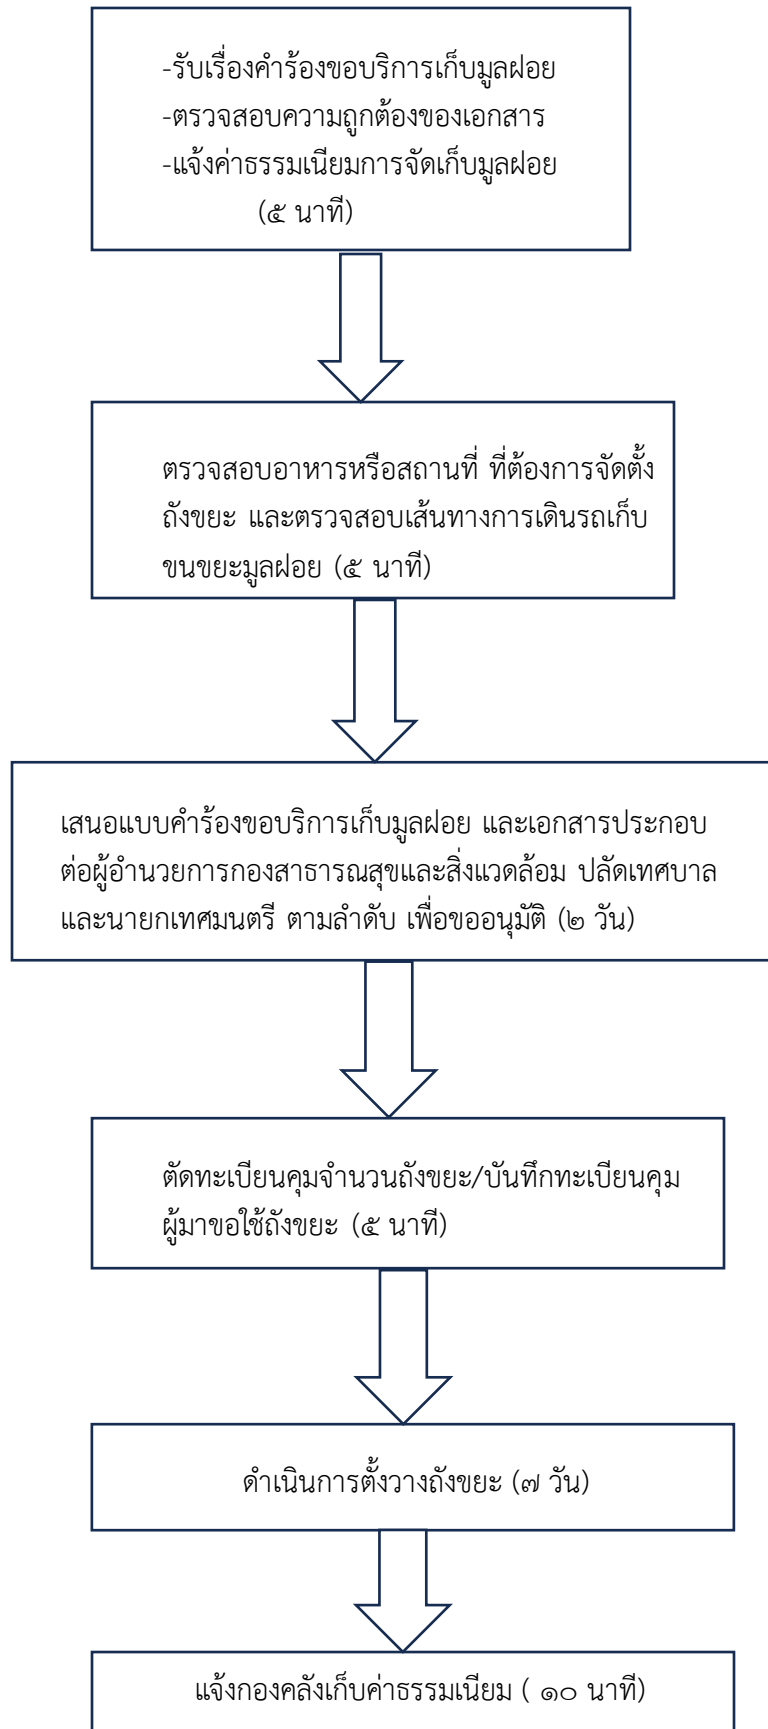 -รับเรื่องคำร้องขอบริการเก็บมูลฝอย
-ตรวจสอบความถูกต้องของเอกสาร
-แจ้งค่าธรรมเนียมการจัดเก็บมูลฝอย
(๕ นาที)
ตรวจสอบอาหารหรือสถานที่ ที่ต้องการจัดตั้ง
ถังขยะ และตรวจสอบเส้นทางการเดินรถเก็บ
ขนขยะมูลฝอย (๕ นาที)
เสนอแบบคำร้องขอบริการเก็บมูลฝอย และเอกสารประกอบ
ต่อผู้อำนวยการกองสาธารณสุขและสิ่งแวดล้อม ปลัดเทศบาล
และนายกเทศมนตรี ตามลำดับ เพื่อขออนุมัติ (๒ วัน)
ตัดทะเบียนคุมจำนวนถังขยะ/บันทึกทะเบียนคุม
ผู้มาขอใช้ถังขยะ (๕ นาที)
ดำเนินการตั้งวางถังขยะ (๗ วัน)
แจ้งกองคลังเก็บค่าธรรมเนียม ( ๑๐ นาที)